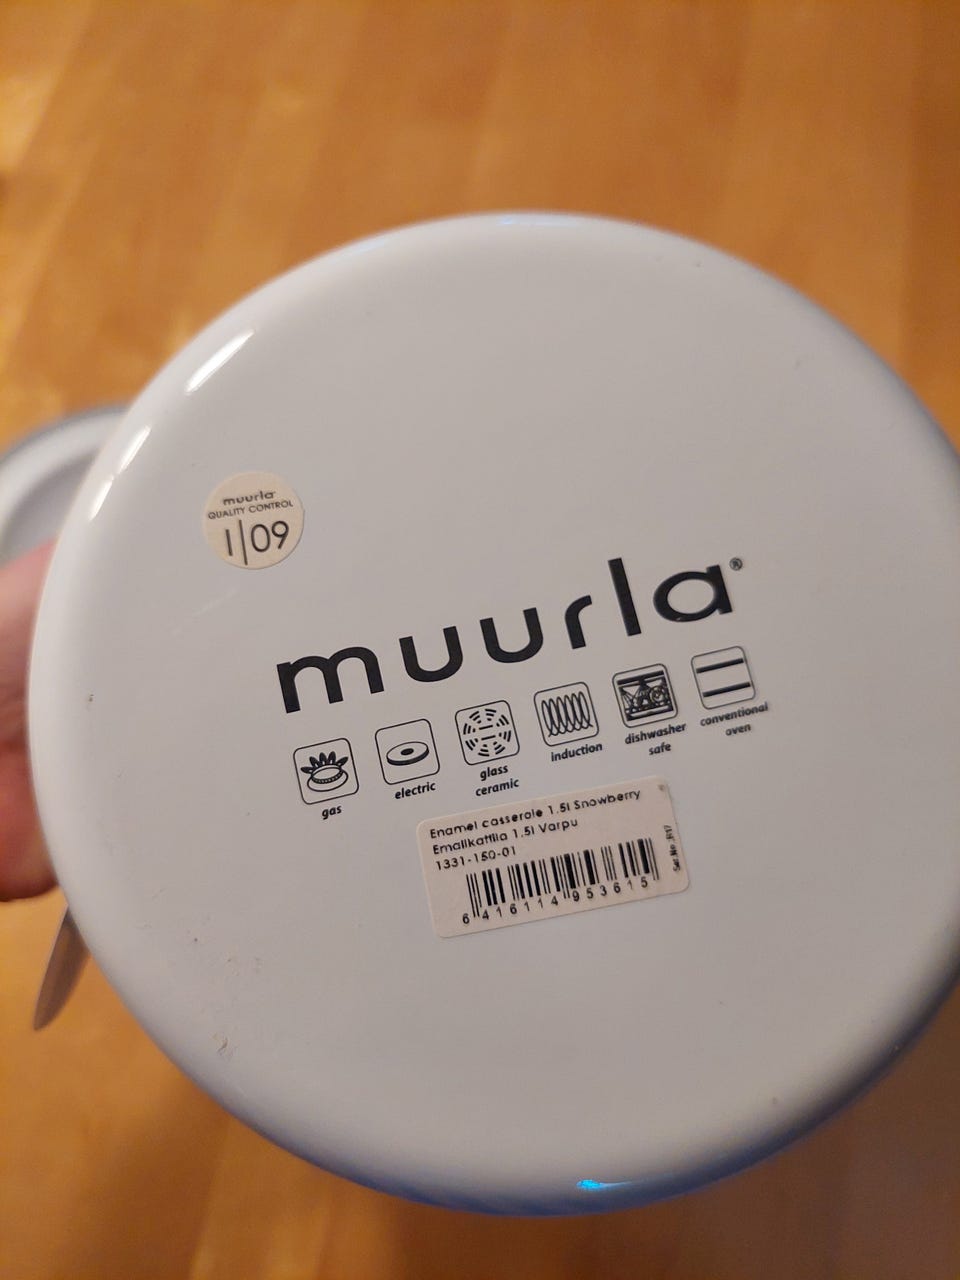 muurla
QUALITY CONTROL
1|09
muurla®
gas
electric
glass
ceramic
induction
dishwasher
safe
conventional
oven
Enamel casserole 1.5l Snowberry
Emalikattila 1.5l Varpu
1331-150-01
6 416114 953615